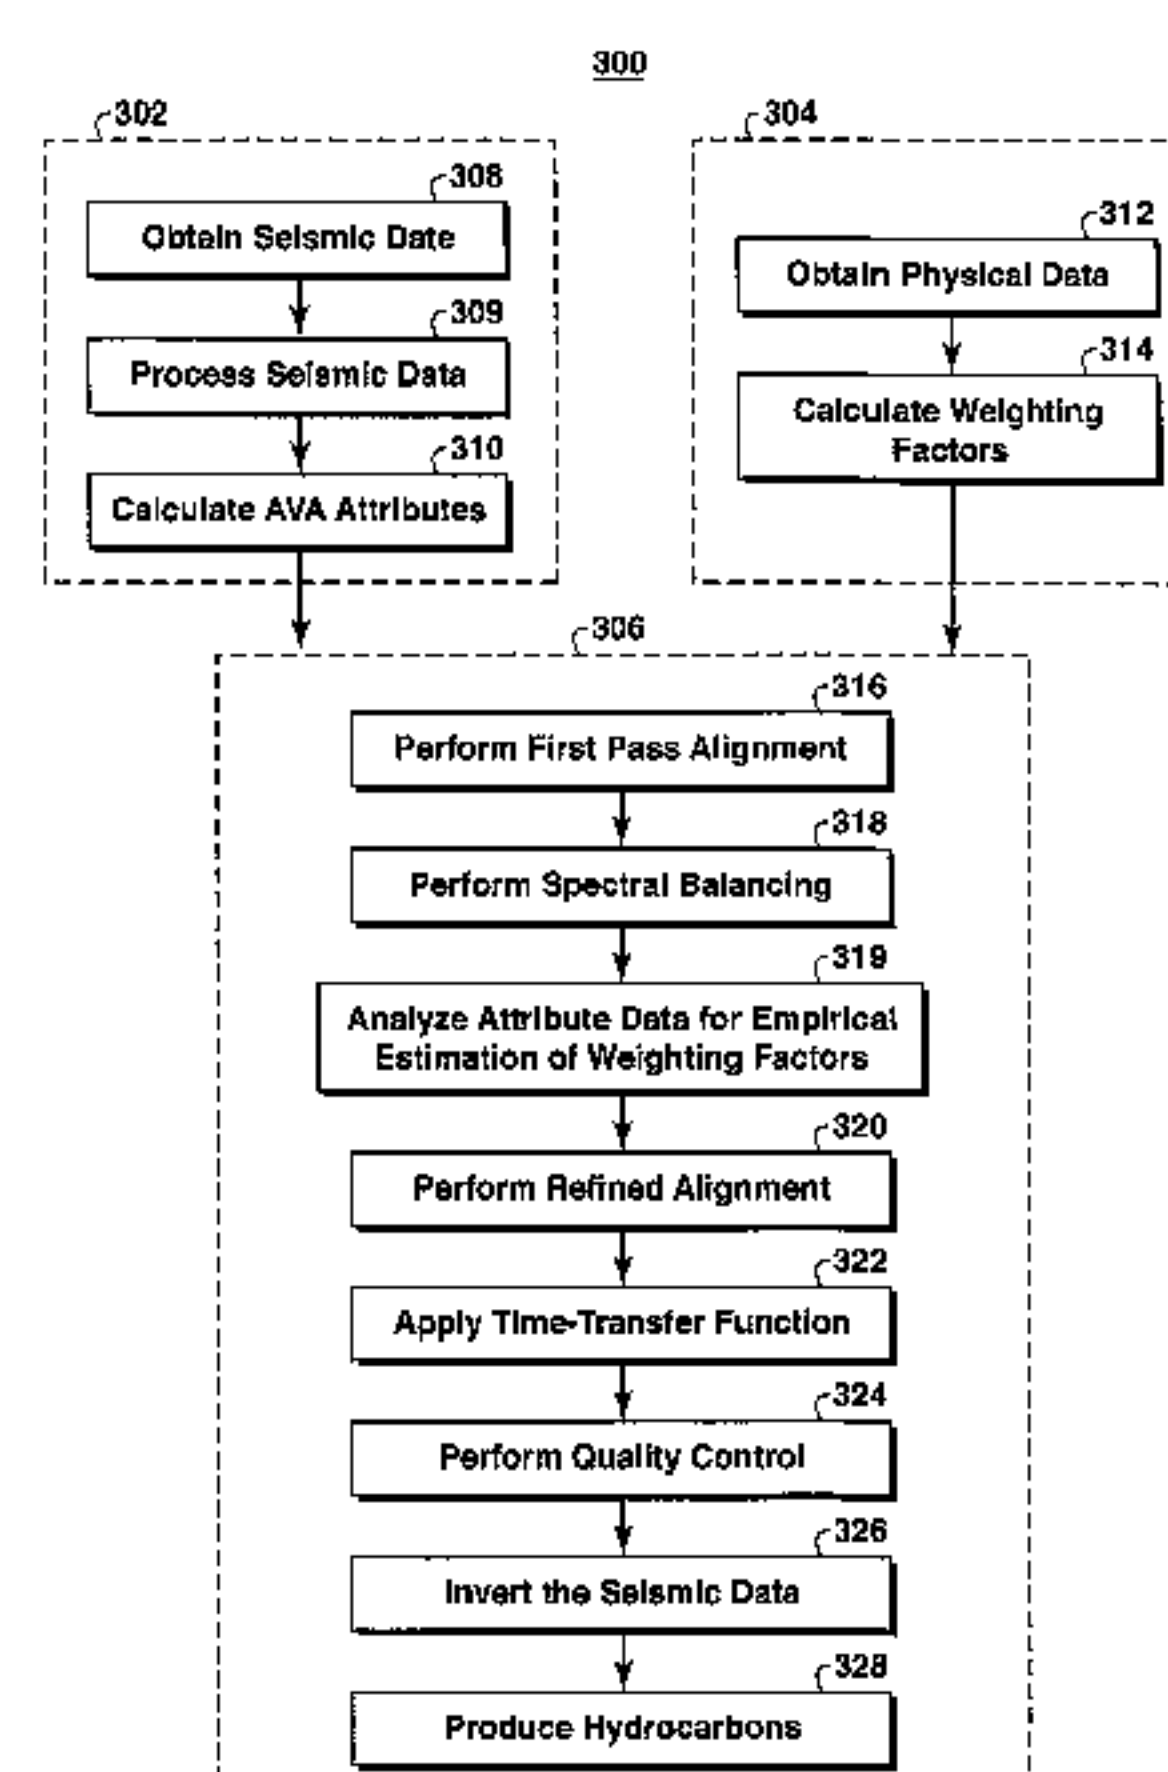 300
302
308
Obtain Seismic Date
309
Process Seismic Data
310
Calculate AVA Attributes
304
312
Obtain Physical Data
314
Calculate Weighting
Factors
306
316
Perform First Pass Alignment
318
Perform Spectral Balancing
319
Analyze Attribute Data for Empirical
Estimation of Weighting Factors
320
Perform Refined Alignment
322
Apply Time-Transfer Function
324
Perform Quality Control
326
Invert the Seismic Data
328
Produce Hydrocarbons